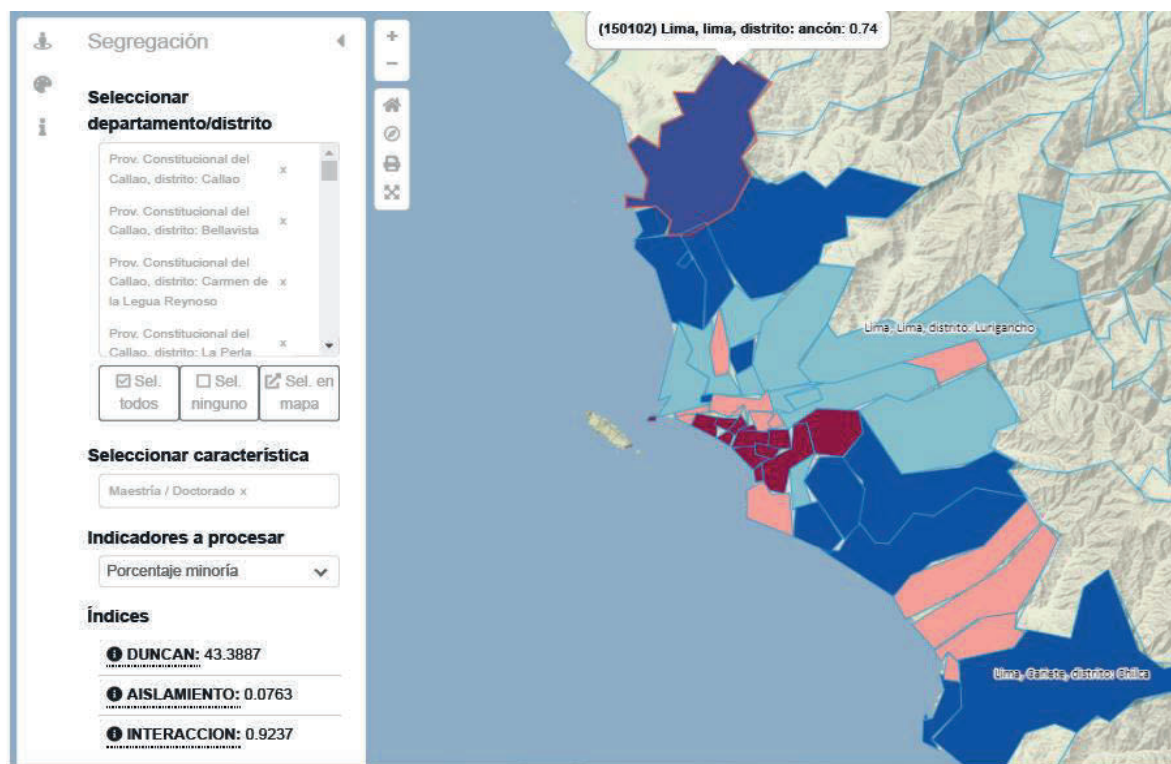 Segregación
Seleccionar
departamento/distrito
Prov. Constitucional del
Callao, distrito: Callao x
Prov. Constitucional del
Callao, distrito: Bellavista x
Prov. Constitucional del
Callao, distrito: Carmen de x
la Legua Reynoso
Prov. Constitucional del
Callao, distrito: La Perla x
Sel.
todos
Sel.
ninguno
Sel. en
mapa
Seleccionar característica
Maestría / Doctorado x
Indicadores a procesar
Porcentaje minoría
Índices
DUNCAN: 43.3887
AISLAMIENTO: 0.0763
INTERACCION: 0.9237
+
−
(150102) Lima, lima, distrito: ancón: 0.74
Lima, Lima, distrito: Lurigancho
Lima, Cañete, distrito: Chilca